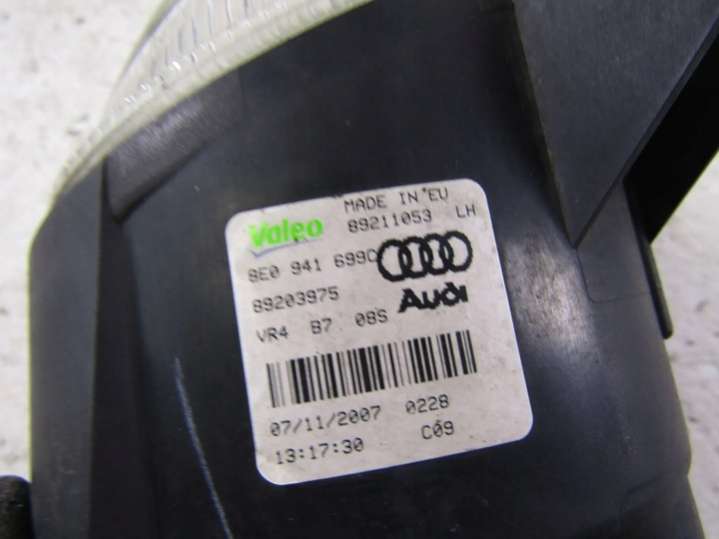 MADE IN EU
Valeo 89211053 LH
8E0 941 699C
89203975 Audi
VR4 B7 08S
07/11/2007 0228
13:17:30 C09